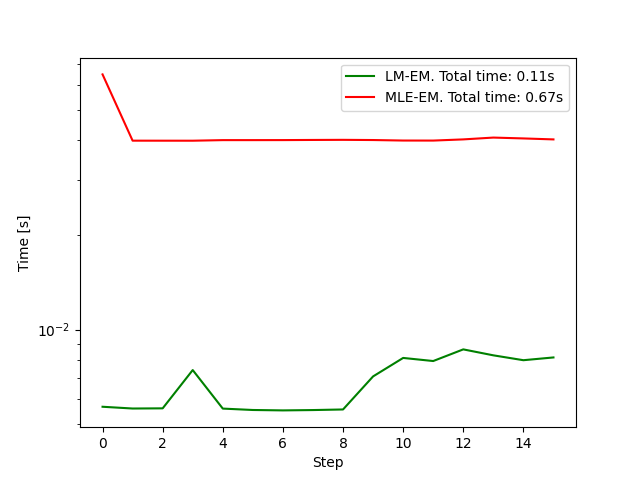 LM-EM. Total time: 0.11s
MLE-EM. Total time: 0.67s
Time [s]
10⁻²
0 2 4 6 8 10 12 14
Step